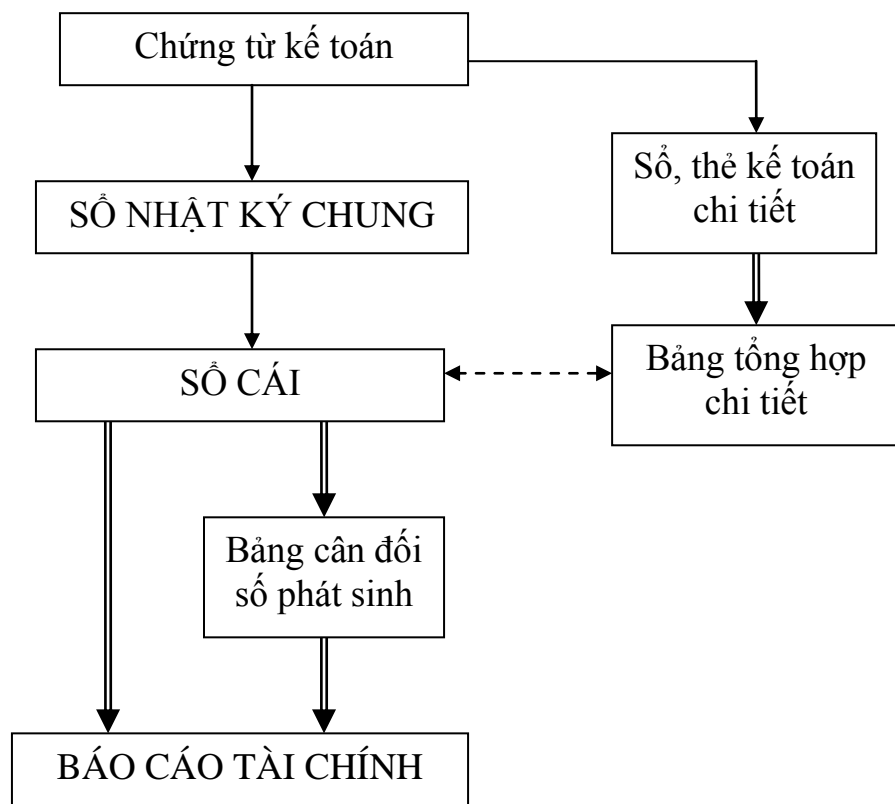 Chứng từ kế toán
Sổ, thẻ kế toán
chi tiết
SỔ NHẬT KÝ CHUNG
SỔ CÁI
Bảng tổng hợp
chi tiết
Bảng cân đối
số phát sinh
BÁO CÁO TÀI CHÍNH